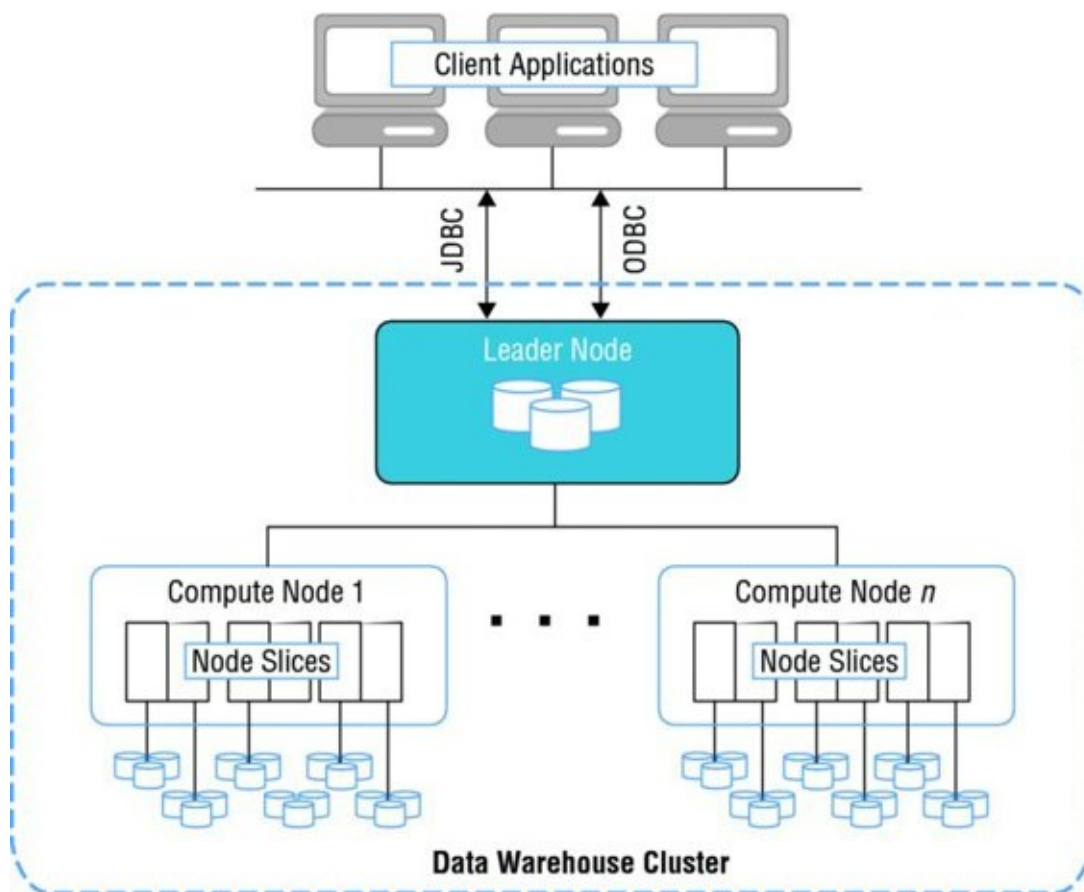 Client Applications
JDBC
ODBC
Leader Node
Compute Node 1
Compute Node n
Node Slices
Node Slices
Data Warehouse Cluster